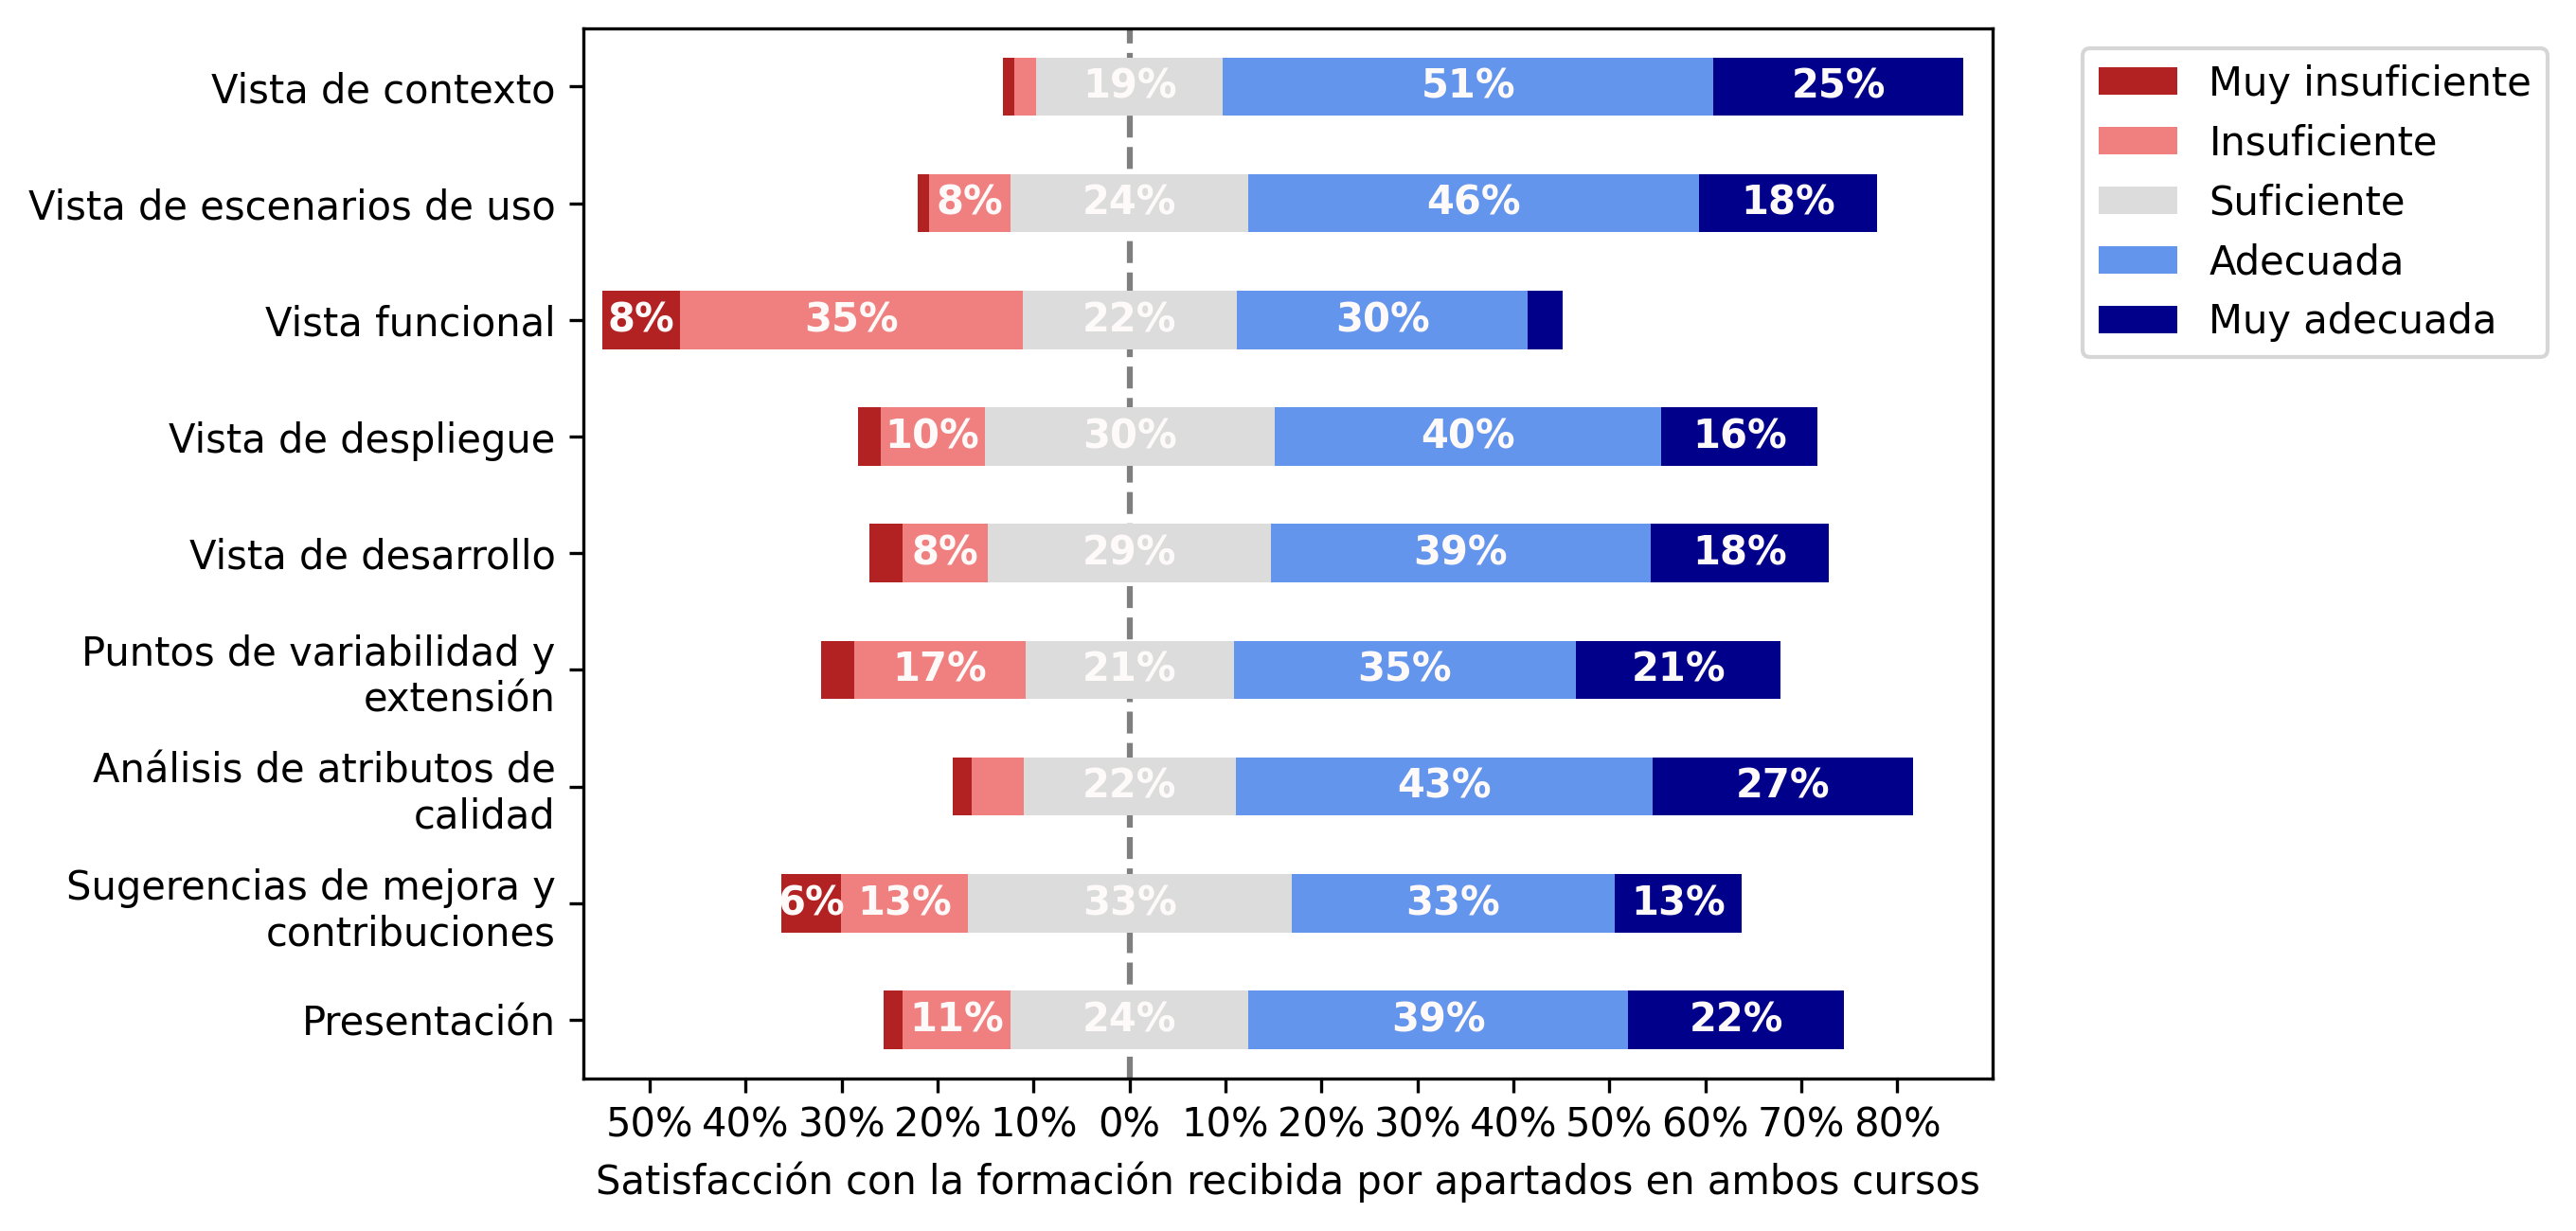 Vista de contexto
19% 51% 25%
Vista de escenarios de uso
8% 24% 46% 18%
Vista funcional
8% 35% 22% 30%
Vista de despliegue
10% 30% 40% 16%
Vista de desarrollo
8% 29% 39% 18%
Puntos de variabilidad y
extensión
17% 21% 35% 21%
Análisis de atributos de
calidad
22% 43% 27%
Sugerencias de mejora y
contribuciones
6% 13% 33% 33% 13%
Presentación
11% 24% 39% 22%
50% 40% 30% 20% 10% 0% 10% 20% 30% 40% 50% 60% 70% 80%
Satisfacción con la formación recibida por apartados en ambos cursos
Muy insuficiente
Insuficiente
Suficiente
Adecuada
Muy adecuada